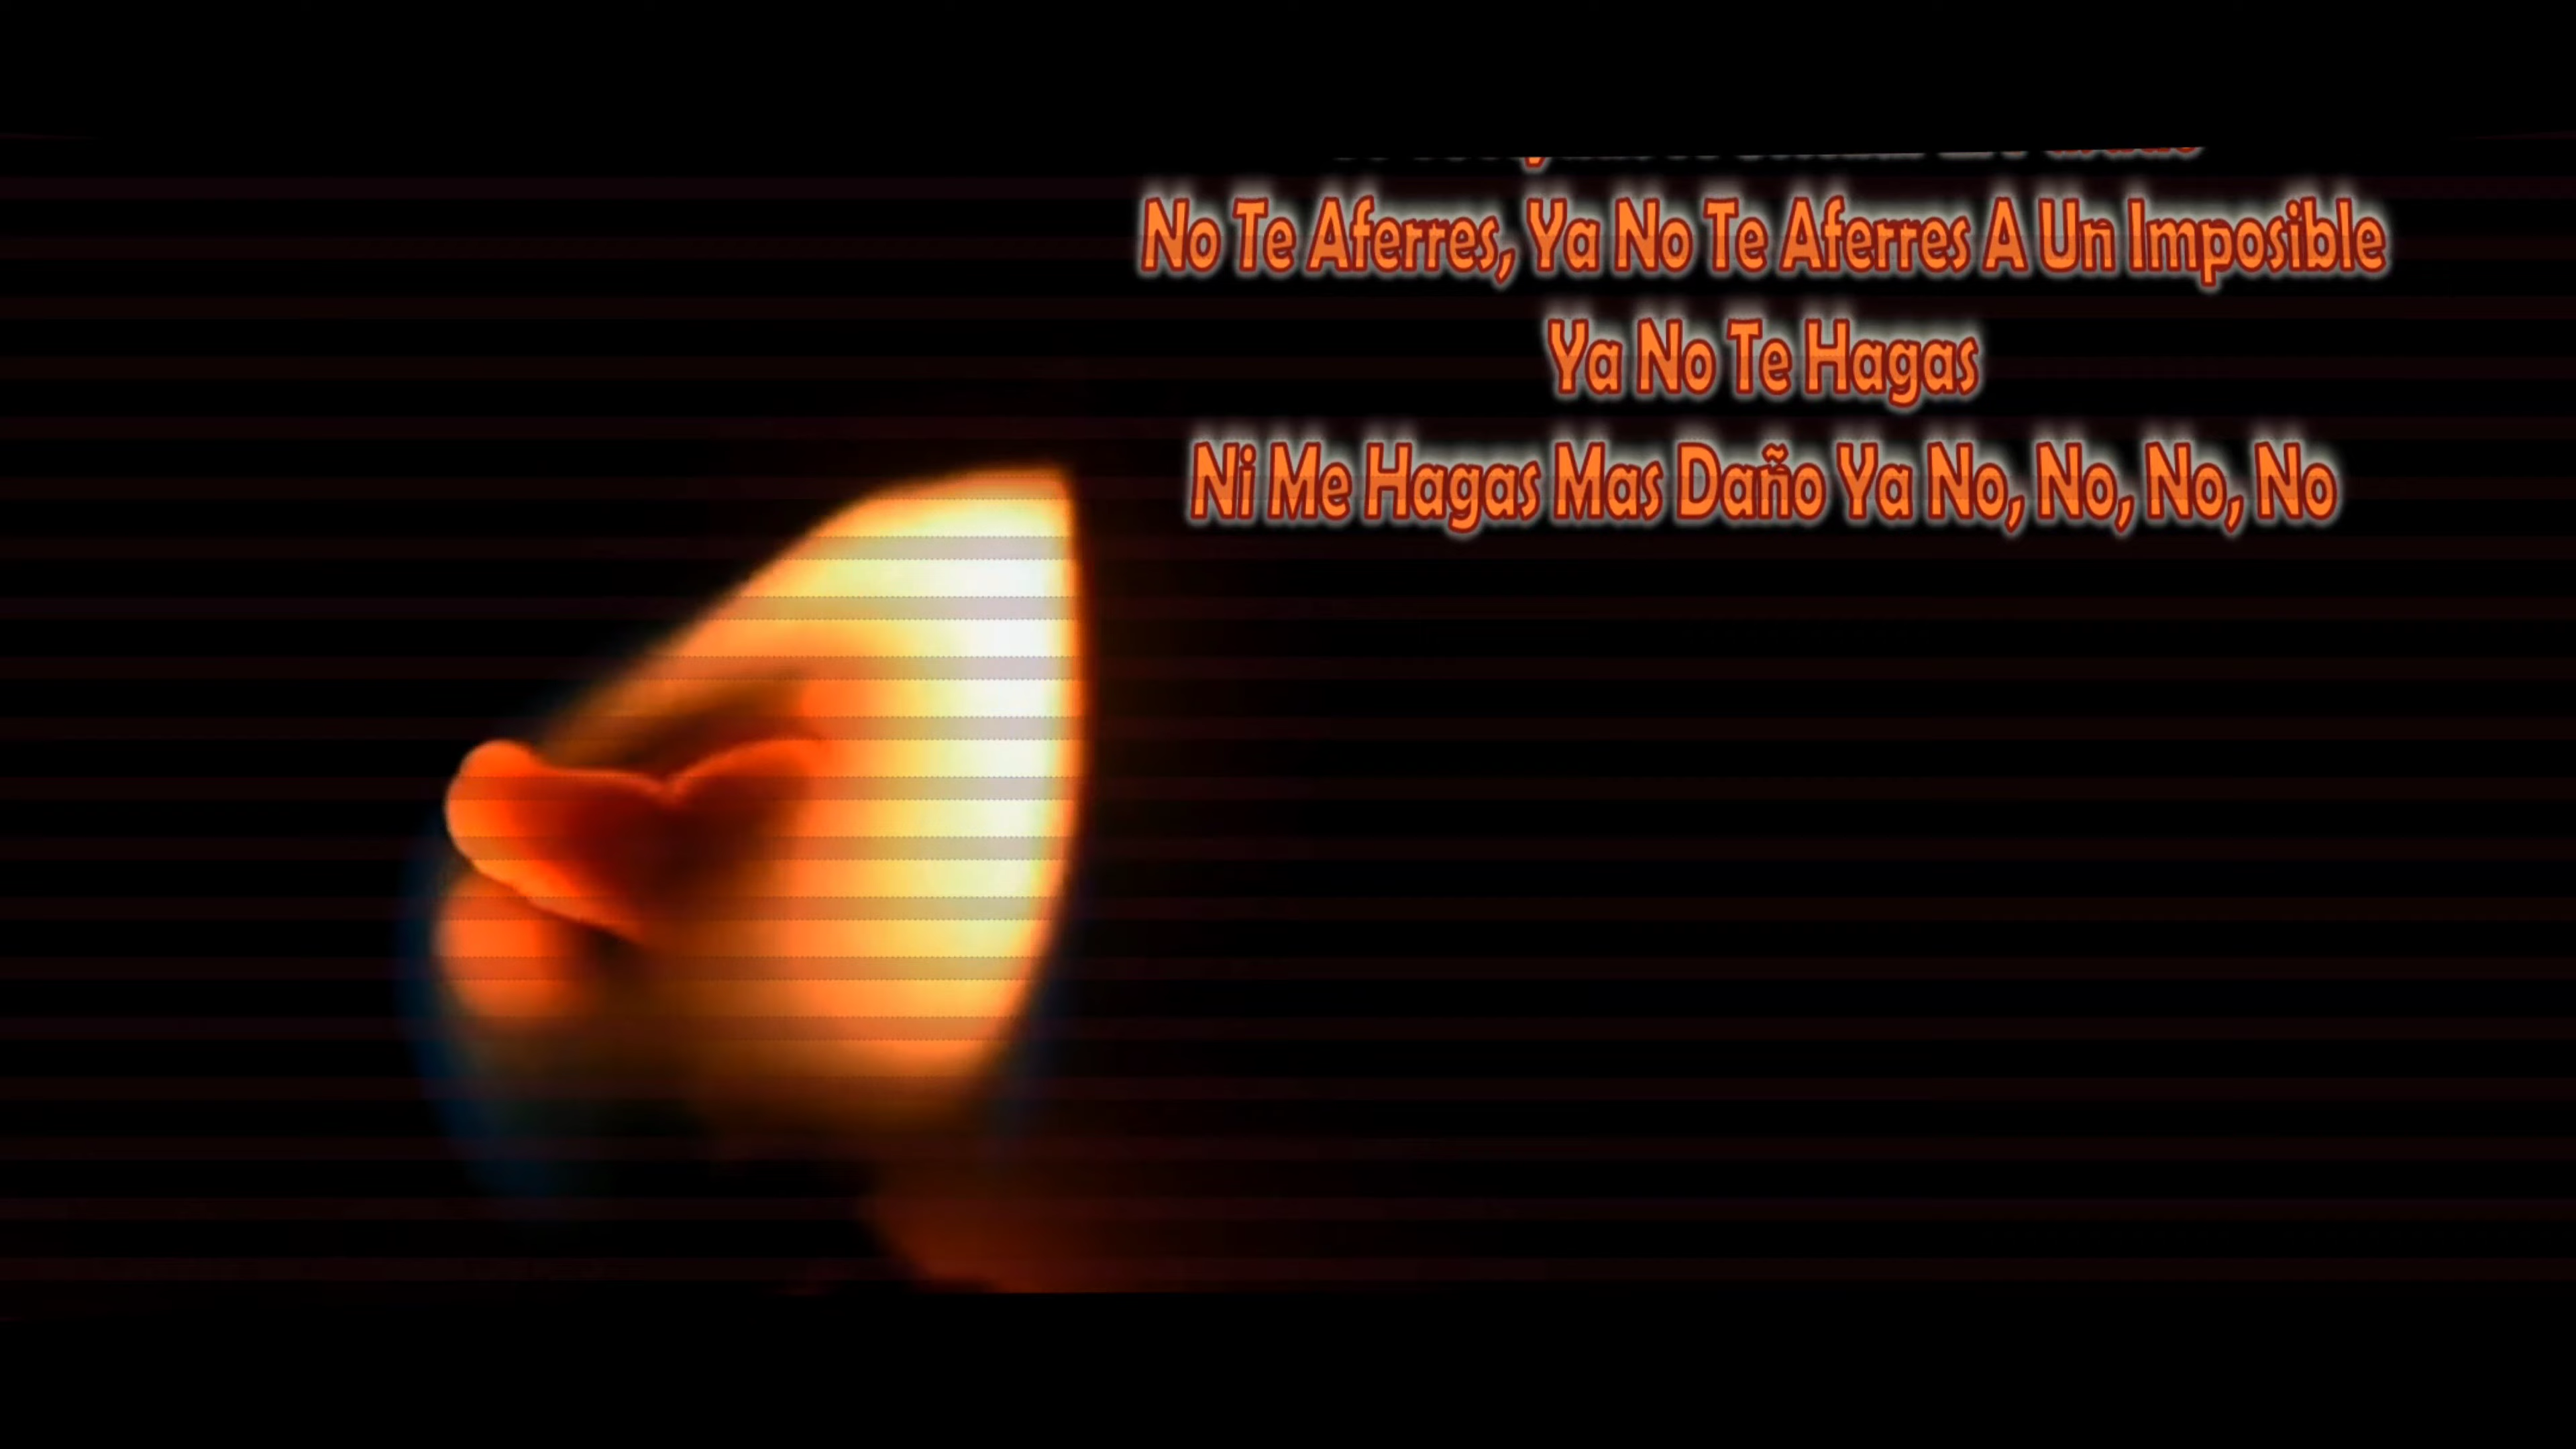 No Te Aferres, Ya No Te Aferres A Un Imposible
Ya No Te Hagas
Ni Me Hagas Mas Daño Ya No, No, No, No